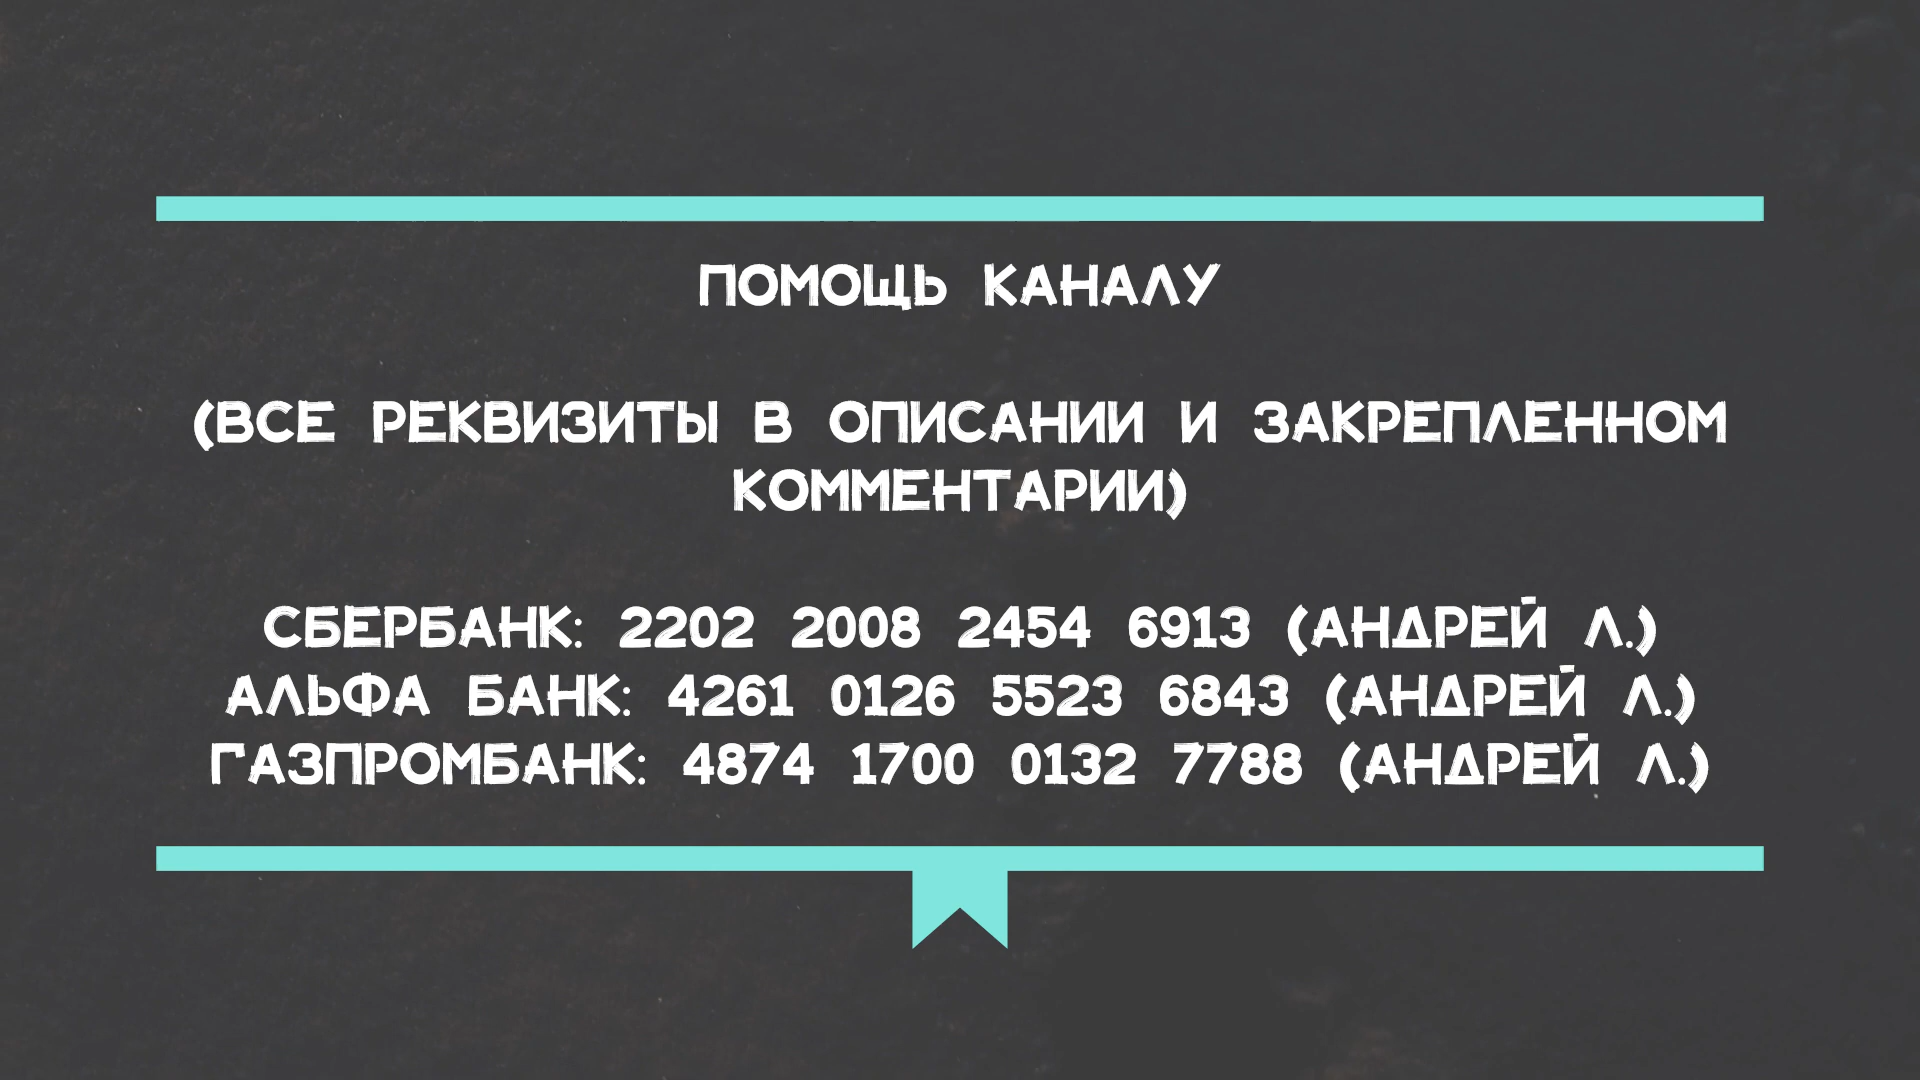 ПОМОЩЬ КАНАЛУ
(ВСЕ РЕКВИЗИТЫ В ОПИСАНИИ И ЗАКРЕПЛЕННОМ
КОММЕНТАРИИ)
СБЕРБАНК: 2202 2008 2454 6913 (АНДРЕЙ Л.)
АЛЬФА БАНК: 4261 0126 5523 6843 (АНДРЕЙ Л.)
ГАЗПРОМБАНК: 4874 1700 0132 7788 (АНДРЕЙ Л.)